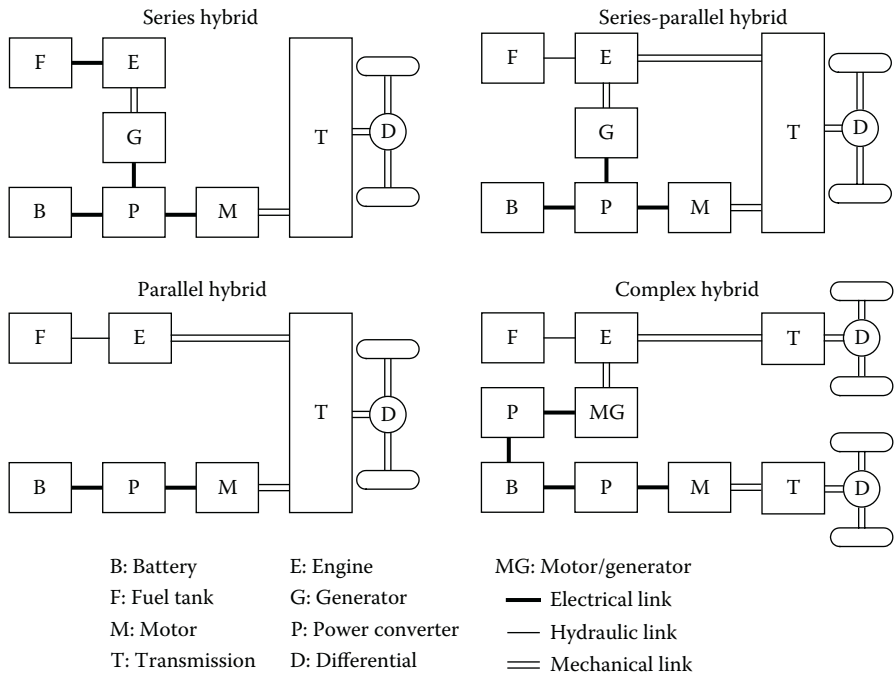 Series hybrid
F
E
G
T
D
B
P
M
Series-parallel hybrid
F
E
G
T
D
B
P
M
Parallel hybrid
F
E
T
D
B
P
M
Complex hybrid
F
E
T
D
P
MG
B
P
M
T
D
B: Battery
F: Fuel tank
M: Motor
T: Transmission
E: Engine
G: Generator
P: Power converter
D: Differential
MG: Motor/generator
Electrical link
Hydraulic link
Mechanical link